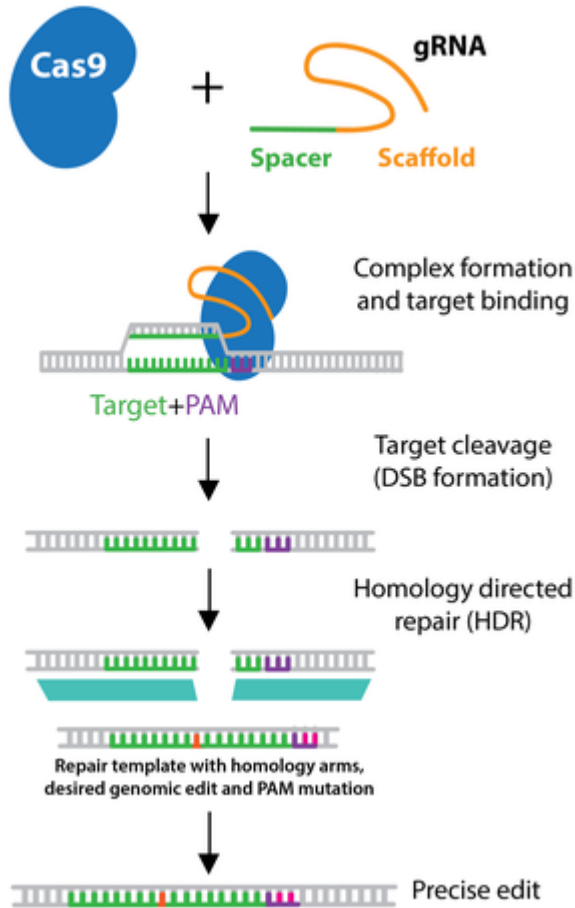 Cas9
+
gRNA
Spacer
Scaffold
Complex formation
and target binding
Target+PAM
Target cleavage
(DSB formation)
Homology directed
repair (HDR)
Repair template with homology arms,
desired genomic edit and PAM mutation
Precise edit